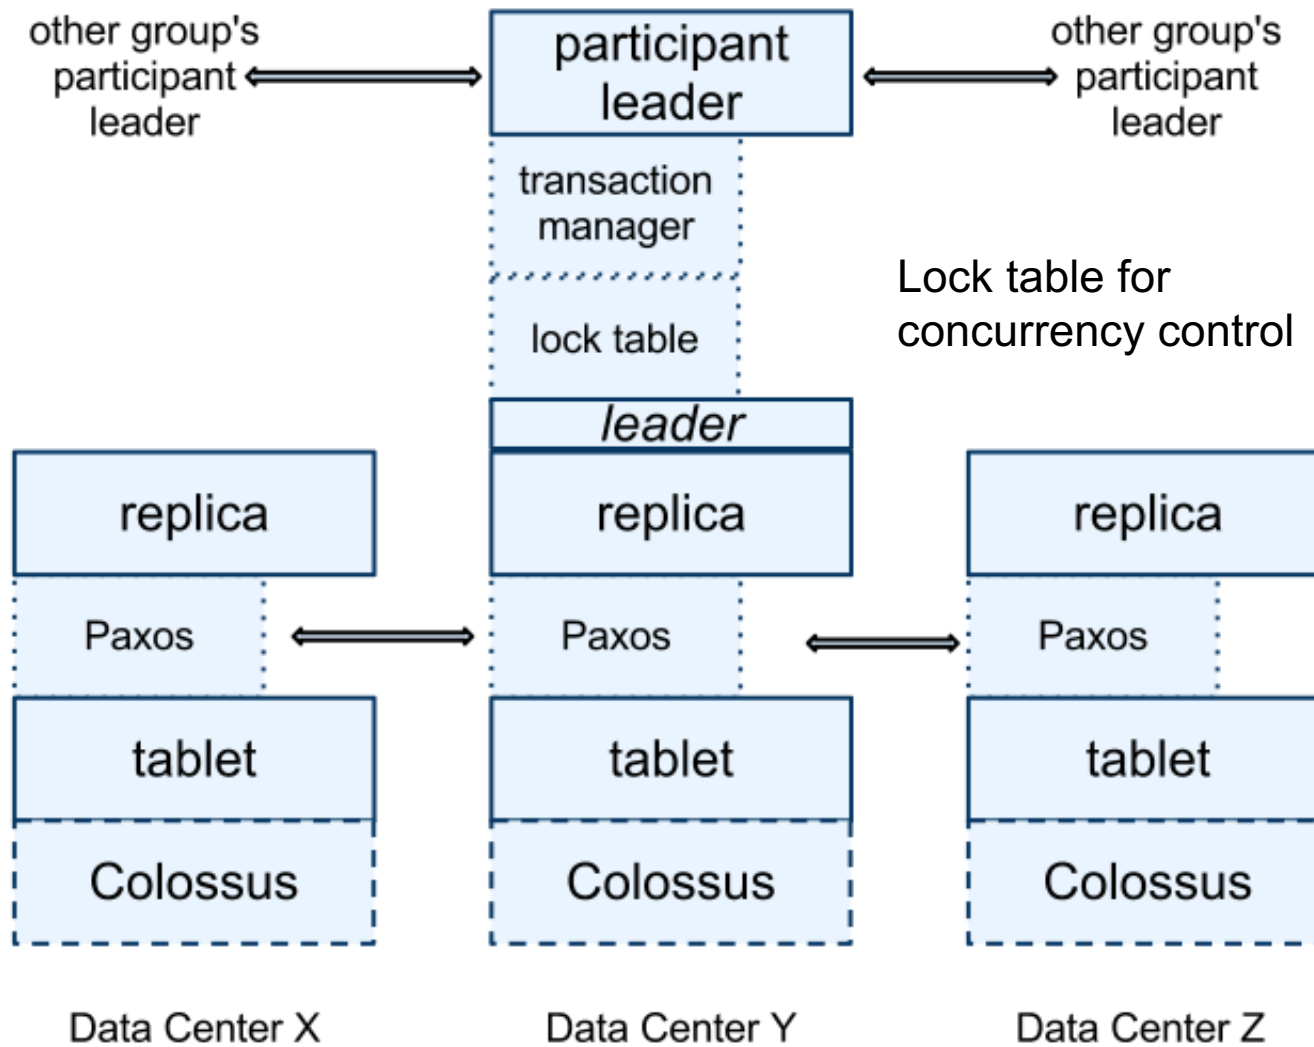 other group's
participant
leader
participant
leader
other group's
participant
leader
transaction
manager
Lock table for
concurrency control
lock table
leader
replica
replica
replica
Paxos
Paxos
Paxos
tablet
tablet
tablet
Colossus
Colossus
Colossus
Data Center X
Data Center Y
Data Center Z